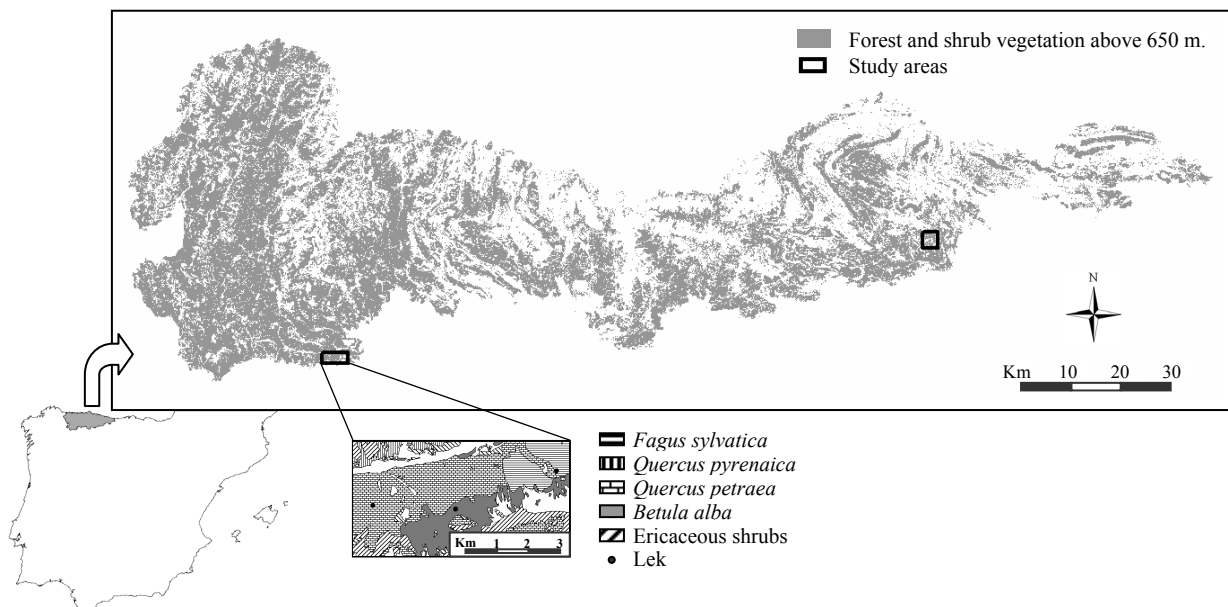 Forest and shrub vegetation above 650 m.
Study areas
N
Km 10 20 30
Fagus sylvatica
Quercus pyrenaica
Quercus petraea
Betula alba
Ericaceous shrubs
Lek
Km 1 2 3